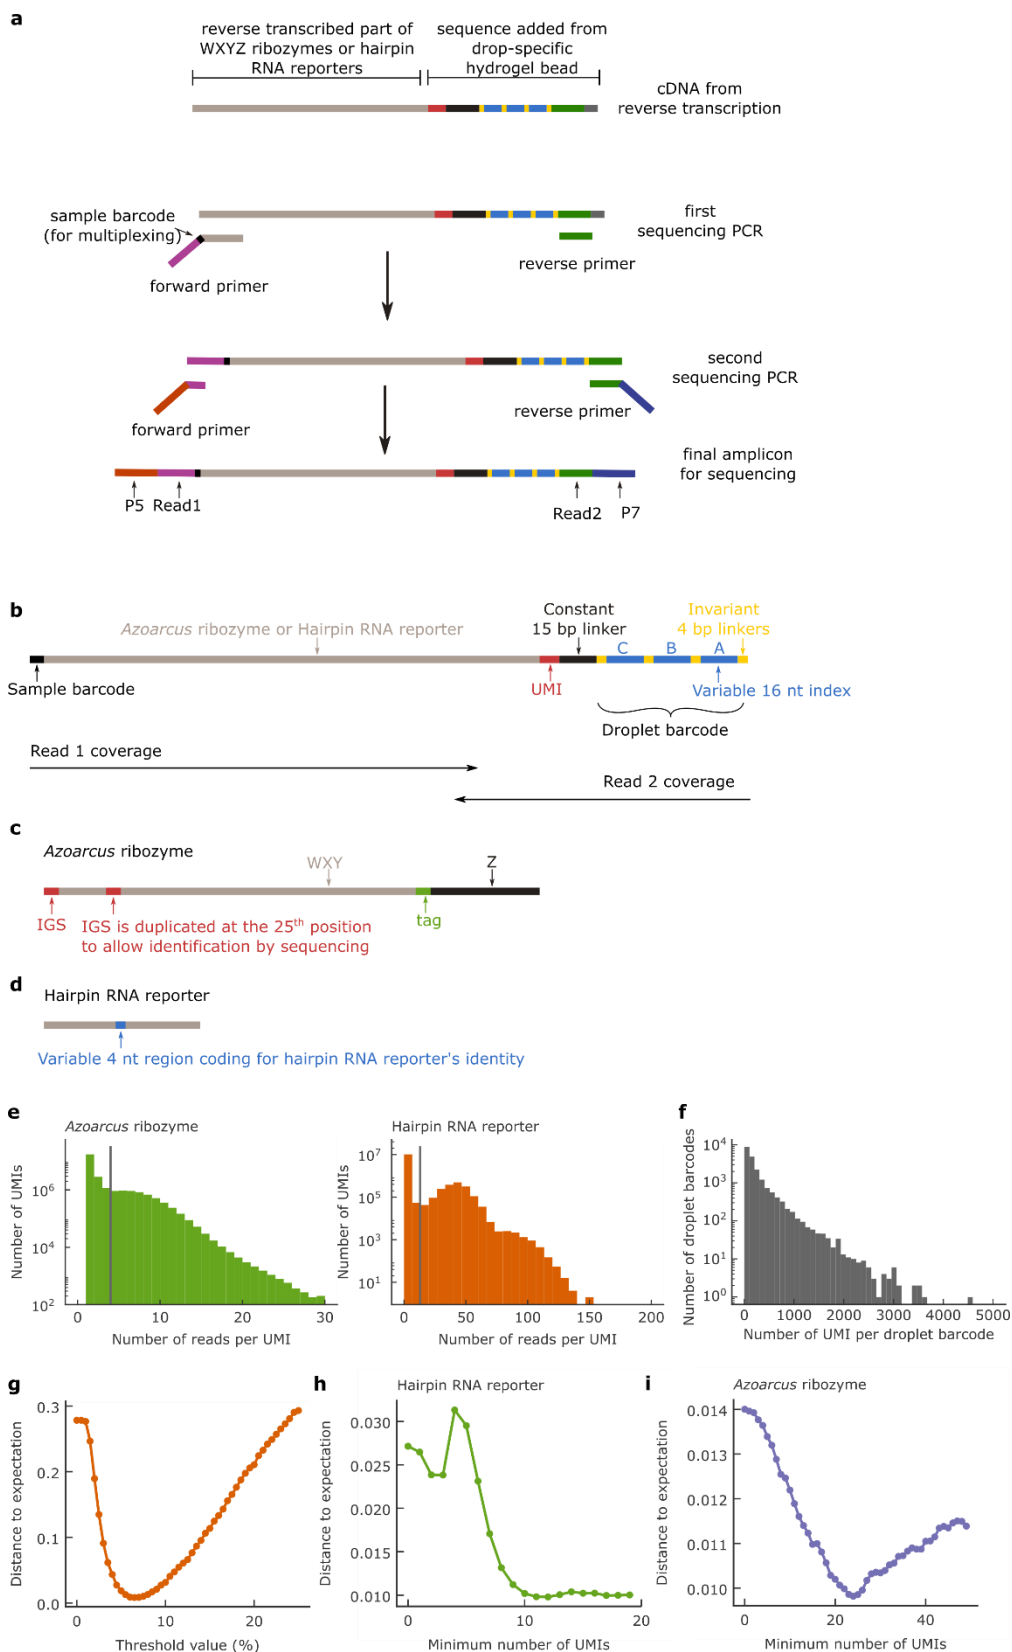 a
reverse transcribed part of
WXYZ ribozymes or hairpin
RNA reporters
sequence added from
drop-specific
hydrogel bead
cDNA from
reverse transcription
sample barcode
(for multiplexing)
forward primer
reverse primer
first
sequencing PCR
forward primer
reverse primer
second
sequencing PCR
final amplicon
for sequencing
P5
Read1
Read2
P7
b
Azoarcus ribozyme or Hairpin RNA reporter
Constant
15 bp linker
Invariant
4 bp linkers
C
B
A
Sample barcode
UMI
Variable 16 nt index
Droplet barcode
Read 1 coverage
Read 2 coverage
c
Azoarcus ribozyme
WXY
Z
IGS
IGS is duplicated at the 25th position
to allow identification by sequencing
tag
d
Hairpin RNA reporter
Variable 4 nt region coding for hairpin RNA reporter's identity
e
Azoarcus ribozyme
Number of UMIs
10^6
10^4
10^2
0
10
20
30
Number of reads per UMI
Hairpin RNA reporter
Number of UMIs
10^7
10^5
10^3
10^1
0
50
100
150
200
Number of reads per UMI
f
Number of droplet barcodes
10^4
10^3
10^2
10^1
10^0
0
1000
2000
3000
4000
5000
Number of UMI per droplet barcode
g
Distance to expectation
0.3
0.2
0.1
0.0
0
10
20
Threshold value (%)
h
Hairpin RNA reporter
Distance to expectation
0.030
0.025
0.020
0.015
0.010
0
10
20
Minimum number of UMIs
i
Azoarcus ribozyme
Distance to expectation
0.014
0.013
0.012
0.011
0.010
0
20
40
Minimum number of UMIs